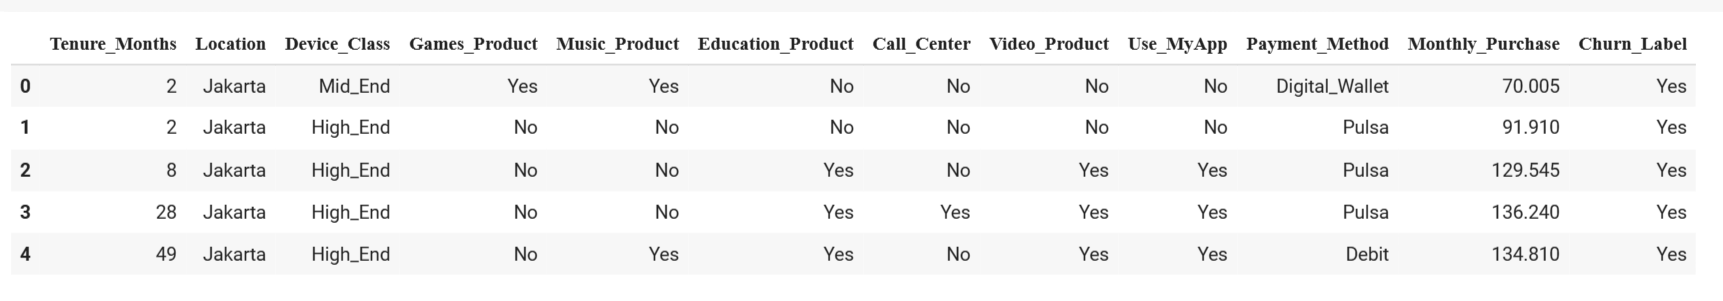 Tenure_Months Location Device_Class Games_Product Music_Product Education_Product Call_Center Video_Product Use_MyApp Payment_Method Monthly_Purchase Churn_Label
0 2 Jakarta Mid_End Yes Yes No No No No Digital_Wallet 70.005 Yes
1 2 Jakarta High_End No No No No No No Pulsa 91.910 Yes
2 8 Jakarta High_End No No Yes No Yes Yes Pulsa 129.545 Yes
3 28 Jakarta High_End No No Yes Yes Yes Yes Pulsa 136.240 Yes
4 49 Jakarta High_End No Yes Yes No Yes Yes Debit 134.810 Yes